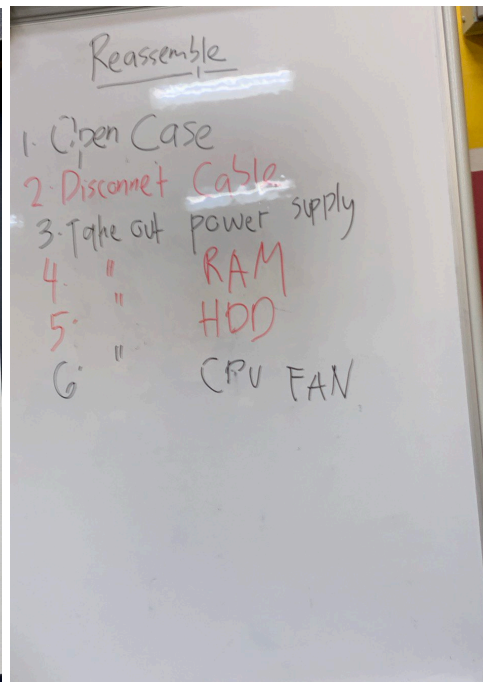 Reassemble
1. Open Case
2. Disconnet Cable
3. Take out power supply
4. " RAM
5. " HDD
6. " CPU FAN